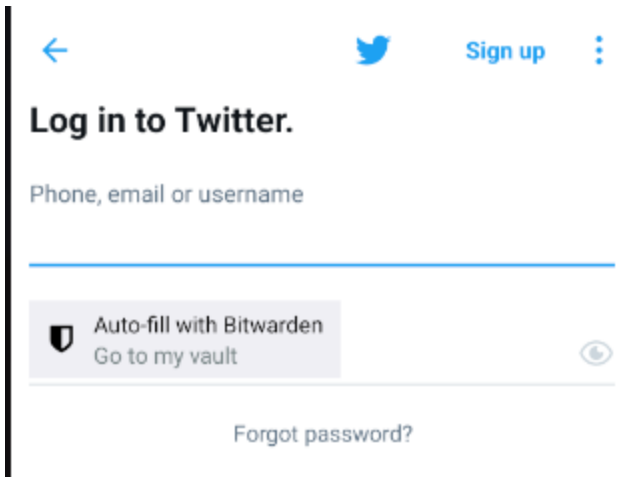 Sign up
Log in to Twitter.
Phone, email or username
Auto-fill with Bitwarden
Go to my vault
Forgot password?